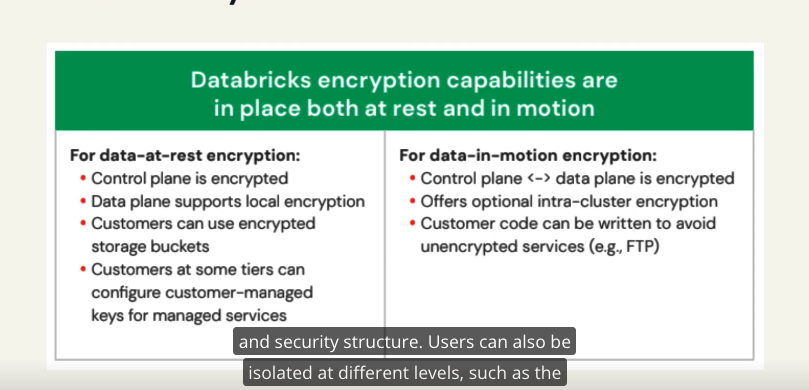 Databricks encryption capabilities are
in place both at rest and in motion
For data-at-rest encryption:
• Control plane is encrypted
• Data plane supports local encryption
• Customers can use encrypted
storage buckets
• Customers at some tiers can
configure customer-managed
keys for managed services
For data-in-motion encryption:
• Control plane <-> data plane is encrypted
• Offers optional intra-cluster encryption
• Customer code can be written to avoid
unencrypted services (e.g., FTP)
and security structure. Users can also be
isolated at different levels, such as the